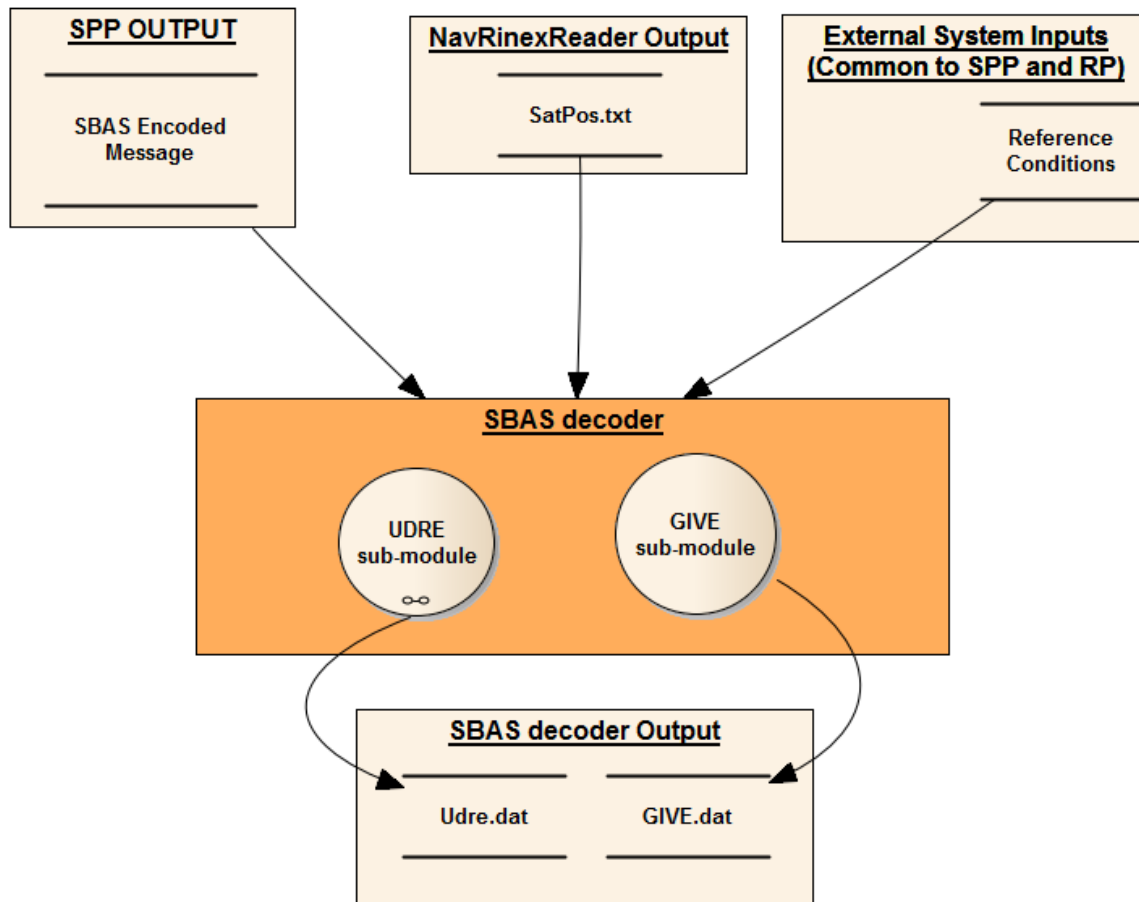 SPP OUTPUT
SBAS Encoded
Message
NavRinexReader Output
SatPos.txt
External System Inputs
(Common to SPP and RP)
Reference
Conditions
SBAS decoder
UDRE
sub-module
GIVE
sub-module
SBAS decoder Output
Udre.dat
GIVE.dat